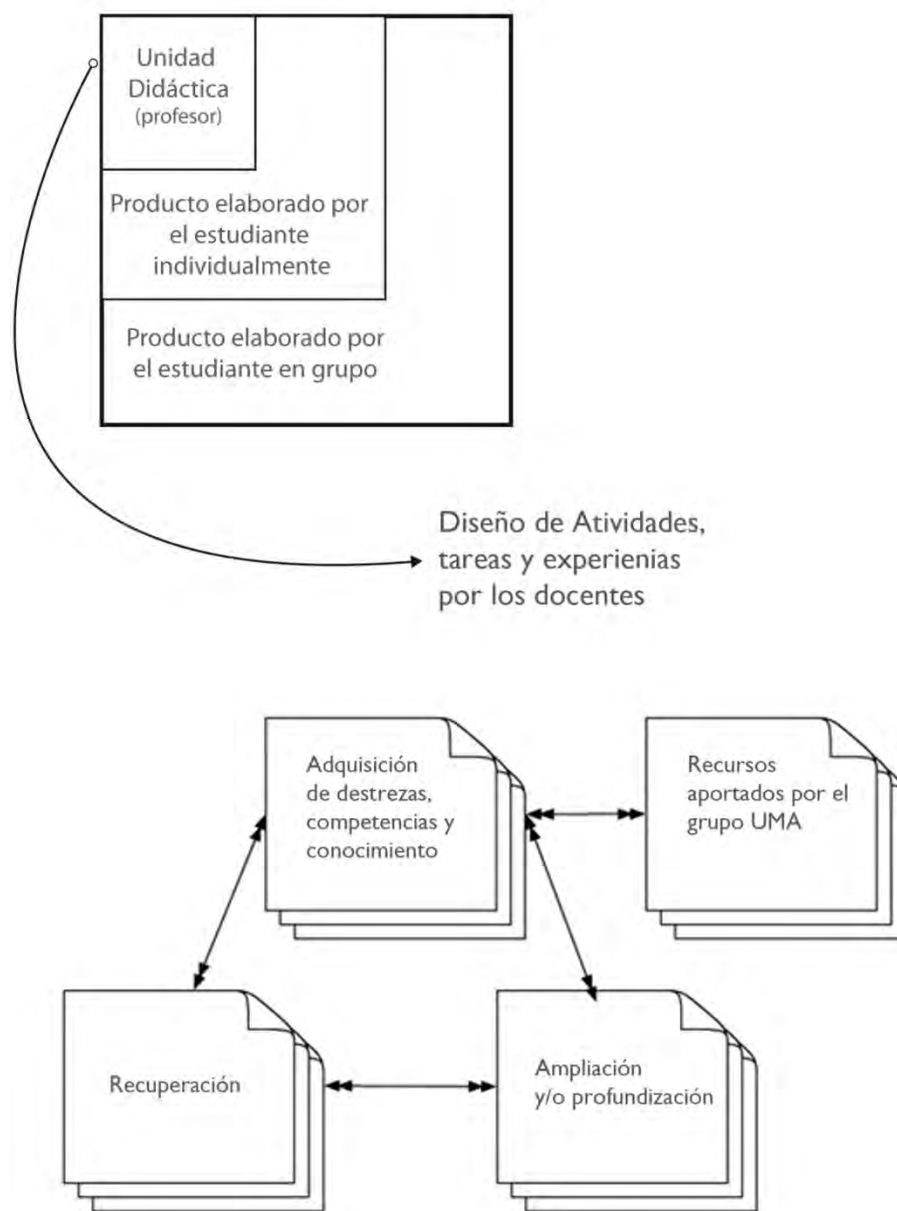 Unidad
Didáctica
(profesor)
Producto elaborado por
el estudiante
individualmente
Producto elaborado por
el estudiante en grupo
Diseño de Atividades,
tareas y experienias
por los docentes
Adquisición
de destrezas,
competencias y
conocimiento
Recursos
aportados por el
grupo UMA
Recuperación
Ampliación
y/o profundización